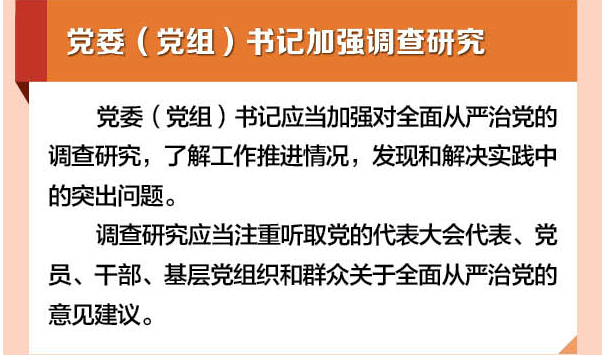 党委（党组）书记加强调查研究
党委（党组）书记应当加强对全面从严治党的
调查研究，了解工作推进情况，发现和解决实践中
的突出问题。
调查研究应当注重听取党的代表大会代表、党
员、干部、基层党组织和群众关于全面从严治党的
意见建议。